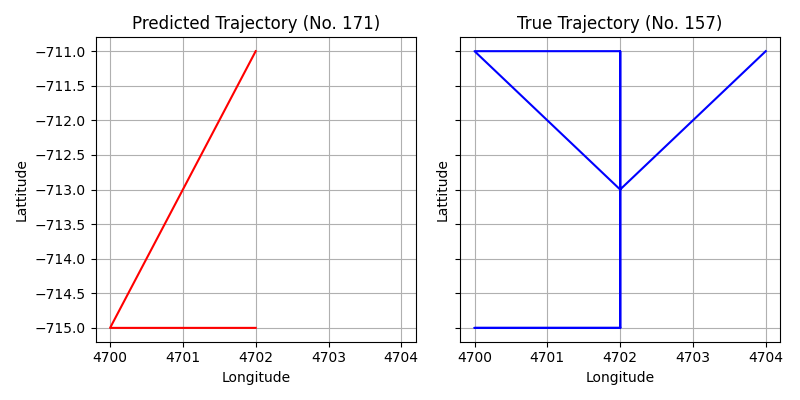 Predicted Trajectory (No. 171)
True Trajectory (No. 157)
−711.0
−711.5
−712.0
−712.5
−713.0
−713.5
−714.0
−714.5
−715.0
Lattitude
4700 4701 4702 4703 4704
Longitude
Lattitude
4700 4701 4702 4703 4704
Longitude